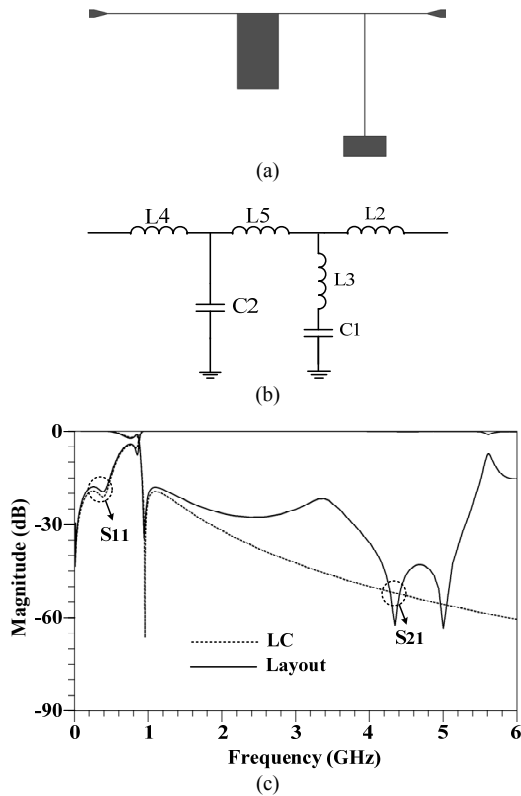 (a)
L4
L5
L2
L3
C2
C1
(b)
0
-30
-60
-90
Magnitude (dB)
S11
S21
LC
Layout
0
1
2
3
4
5
6
Frequency (GHz)
(c)